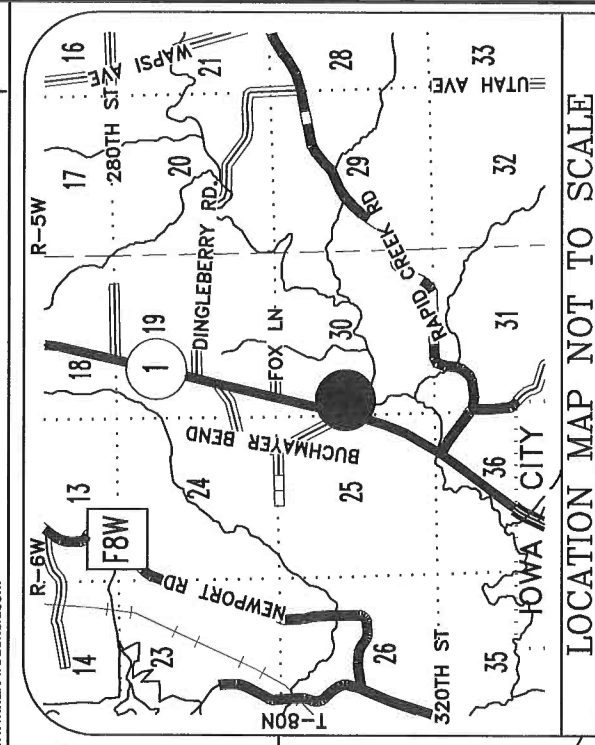 R-6W
R-5W
14
13
18
17
16
280TH ST
WAPSI AVE
F8W
1
19
20
21
23
24
DINGLEBERRY RD.
NEWPORT RD
BUCHMAYER BEND
FOX LN
26
25
30
29
28
T-80N
RAPID CREEK RD
320TH ST
UTAH AVE
35
36
31
32
33
IOWA CITY
LOCATION MAP NOT TO SCALE